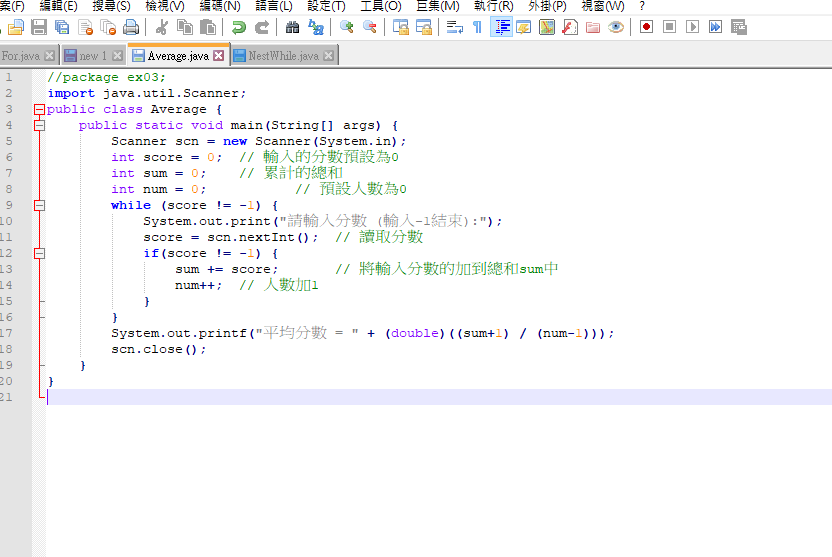 案(F) 編輯(E) 搜尋(S) 檢視(V) 編碼(N) 語言(L) 設定(T) 工具(O) 巨集(M) 執行(R) 外掛(P) 視窗(W) ?
For.java new 1 Average.java NestWhile.java
1 //package ex03;
2 import java.util.Scanner;
3 public class Average {
4 public static void main(String[] args) {
5 Scanner scn = new Scanner(System.in);
6 int score = 0; // 輸入的分數預設為0
7 int sum = 0; // 累計的總和
8 int num = 0; // 預設人數為0
9 while (score != -1) {
10 System.out.print("請輸入分數 (輸入-1結束):");
11 score = scn.nextInt(); // 讀取分數
12 if(score != -1) {
13 sum += score; // 將輸入分數的加到總和sum中
14 num++; // 人數加1
15 }
16 }
17 System.out.printf("平均分數 = " + (double)((sum+1) / (num-1)));
18 scn.close();
19 }
20 }
21